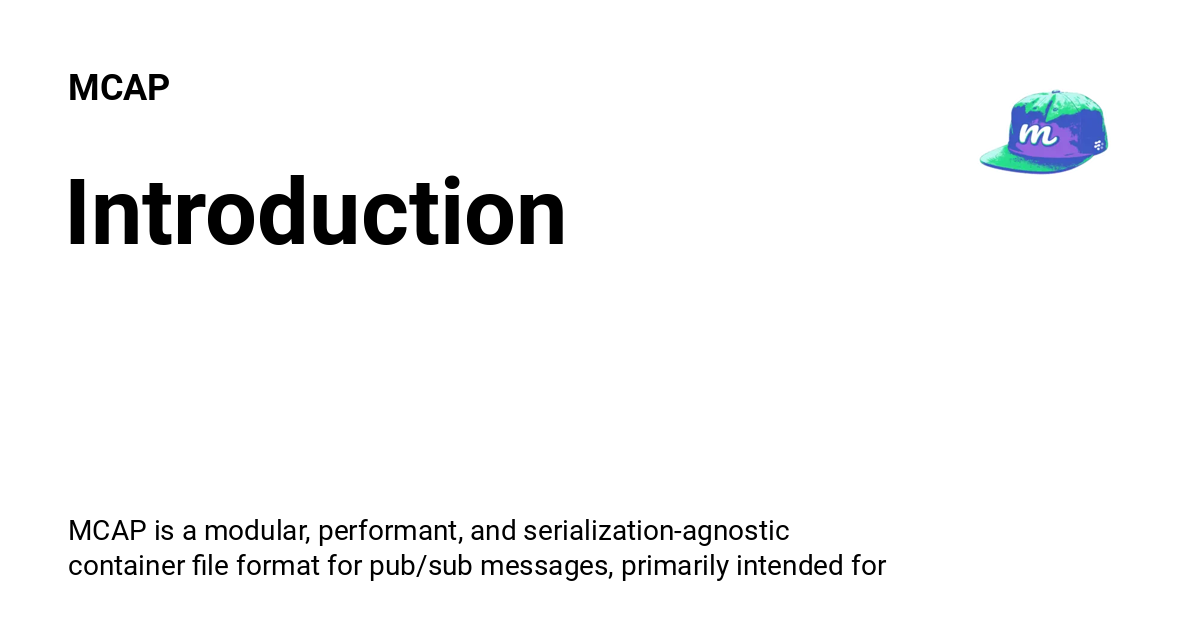 MCAP
m
Introduction
MCAP is a modular, performant, and serialization-agnostic
container file format for pub/sub messages, primarily intended for